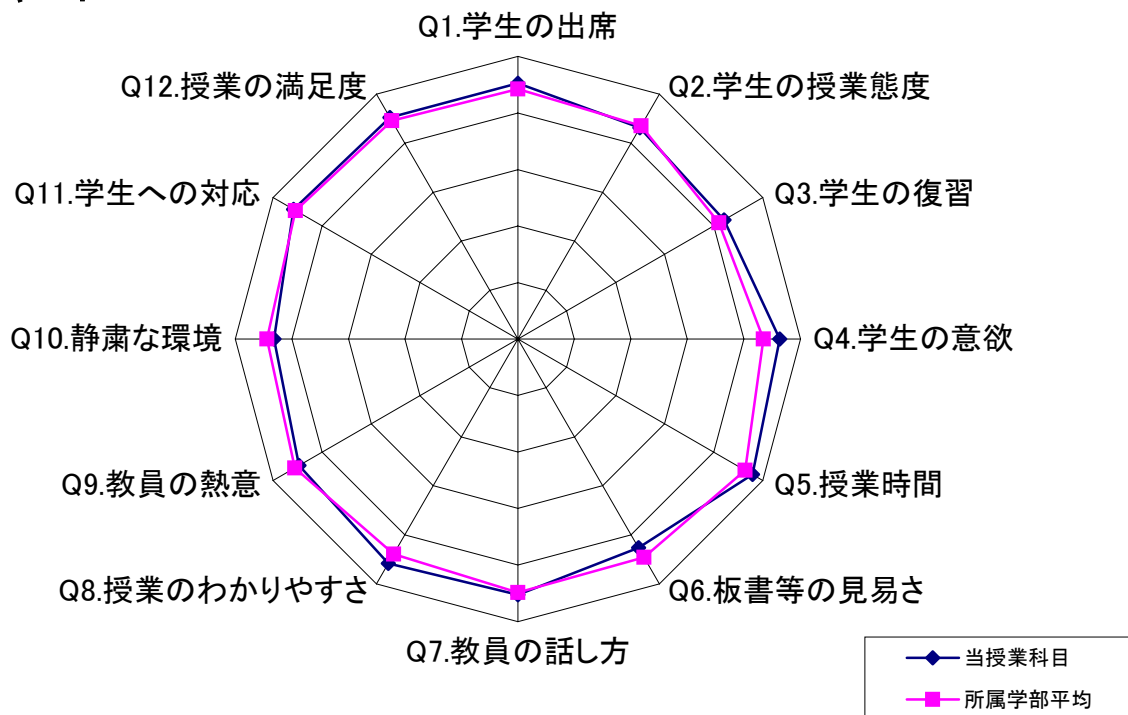 Q1.学生の出席
Q2.学生の授業態度
Q3.学生の復習
Q4.学生の意欲
Q5.授業時間
Q6.板書等の見易さ
Q7.教員の話し方
Q8.授業のわかりやすさ
Q9.教員の熱意
Q10.静粛な環境
Q11.学生への対応
Q12.授業の満足度
当授業科目
所属学部平均